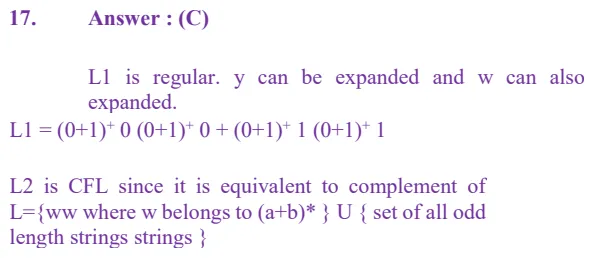 17. Answer : (C)
L1 is regular. y can be expanded and w can also
expanded.
L1 = (0+1)⁺ 0 (0+1)⁺ 0 + (0+1)⁺ 1 (0+1)⁺ 1
L2 is CFL since it is equivalent to complement of
L={ww where w belongs to (a+b)* } U { set of all odd
length strings strings }